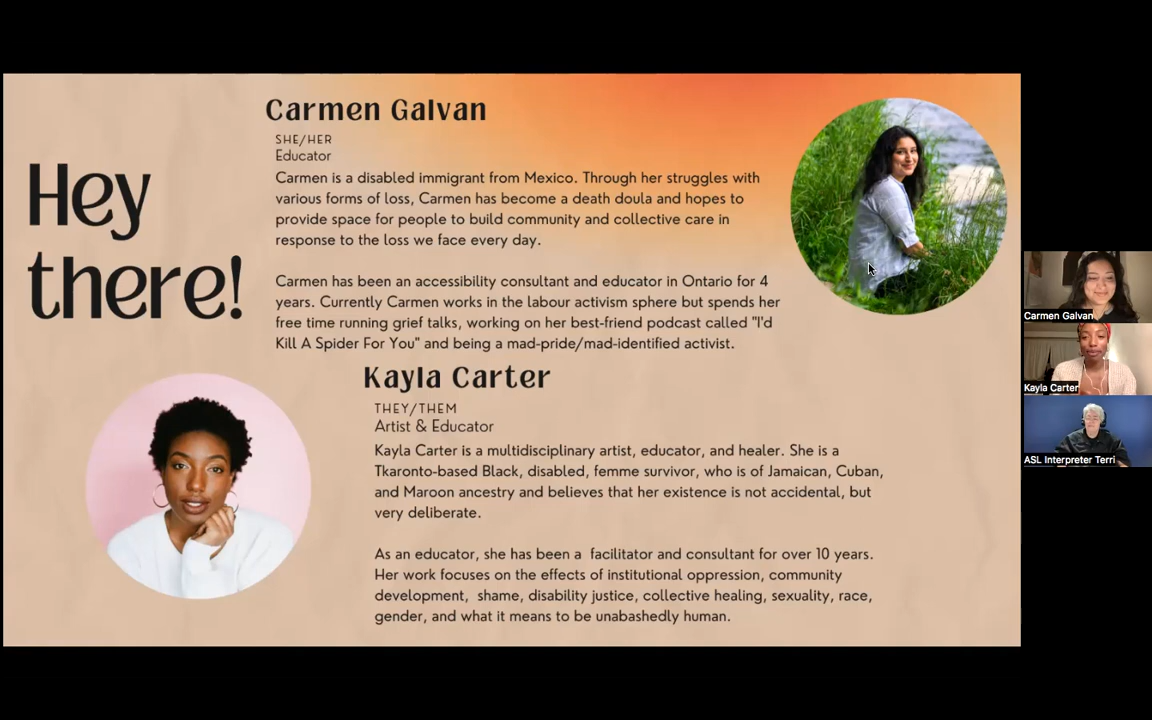 Hey
there!
Carmen Galvan
SHE/HER
Educator
Carmen is a disabled immigrant from Mexico. Through her struggles with
various forms of loss, Carmen has become a death doula and hopes to
provide space for people to build community and collective care in
response to the loss we face every day.
Carmen has been an accessibility consultant and educator in Ontario for 4
years. Currently Carmen works in the labour activism sphere but spends her
free time running grief talks, working on her best-friend podcast called "I'd
Kill A Spider For You" and being a mad-pride/mad-identified activist.
Kayla Carter
THEY/THEM
Artist & Educator
Kayla Carter is a multidisciplinary artist, educator, and healer. She is a
Tkaronto-based Black, disabled, femme survivor, who is of Jamaican, Cuban,
and Maroon ancestry and believes that her existence is not accidental, but
very deliberate.
As an educator, she has been a facilitator and consultant for over 10 years.
Her work focuses on the effects of institutional oppression, community
development, shame, disability justice, collective healing, sexuality, race,
gender, and what it means to be unabashedly human.
Carmen Galvan
Kayla Carter
ASL Interpreter Terri